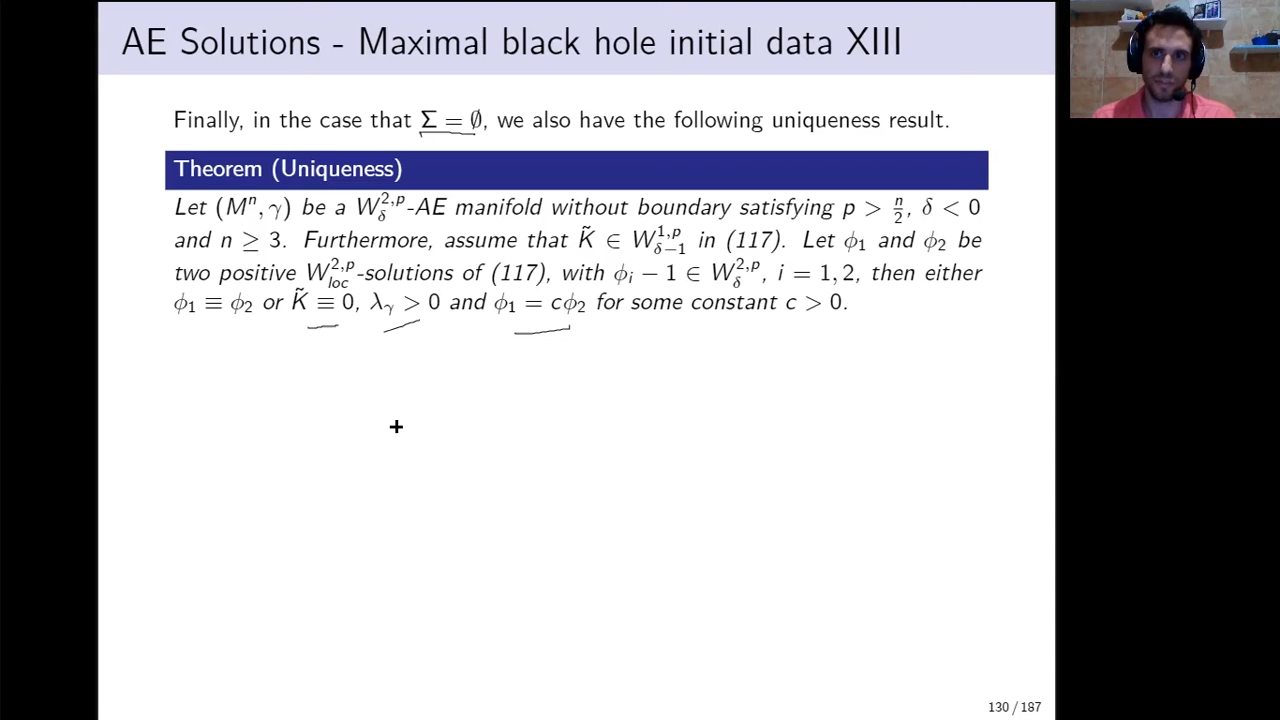 AE Solutions - Maximal black hole initial data XIII
Finally, in the case that Σ = ∅, we also have the following uniqueness result.
Theorem (Uniqueness)
Let (Mⁿ, γ) be a W^{2,p}_δ-AE manifold without boundary satisfying p > n/2, δ < 0
and n ≥ 3. Furthermore, assume that K̃ ∈ W^{1,p}_{δ−1} in (117). Let ϕ₁ and ϕ₂ be
two positive W^{2,p}_{loc}-solutions of (117), with ϕᵢ − 1 ∈ W^{2,p}_δ, i = 1, 2, then either
ϕ₁ ≡ ϕ₂ or K̃ ≡ 0, λ_γ > 0 and ϕ₁ = cϕ₂ for some constant c > 0.
130 / 187